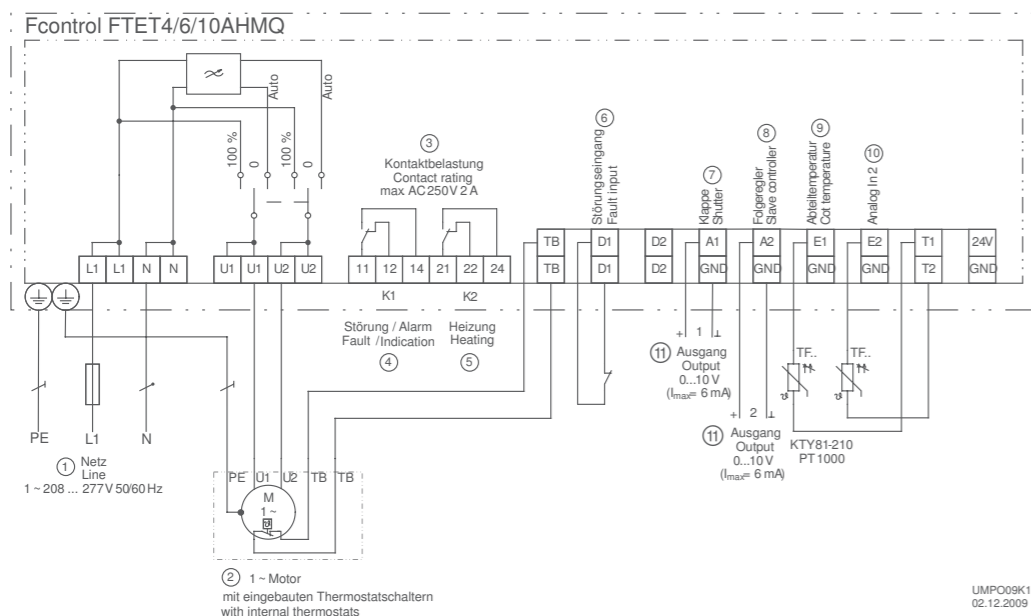 Fcontrol FTET4/6/10AHMQ
Auto
Auto
100 %
0
100 %
0
3
Kontaktbelastung
Contact rating
max. AC 250 V 2 A
6
Störungseingang
Fault input
7
Klappe
Shutter
8
Folgeregler
Slave controller
9
Abteiltemperatur
Cot temperature
10
Analog In 2
L1 L1 N N
U1 U1 U2 U2
11 12 14 21 22 24
K1 K2
TB D1 D2 A1 A2 E1 E2 T1 24V
TB D1 D2 GND GND GND GND T2 GND
Störung / Alarm
Fault / Indication
4
Heizung
Heating
5
+ 1 ⊥
11 Ausgang
Output
0...10 V
(Imax= 6 mA)
+ 2 ⊥
11 Ausgang
Output
0...10 V
(Imax= 6 mA)
TF.. TF..
ϑ ϑ
KTY81-210
PT1000
PE L1 N
1 Netz
Line
1 ~ 208 ... 277V 50/60 Hz
PE U1 U2 TB TB
M
1 ~
ϑ
2 1 ~ Motor
mit eingebauten Thermostatschaltern
with internal thermostats
UMPO09K1
02.12.2009